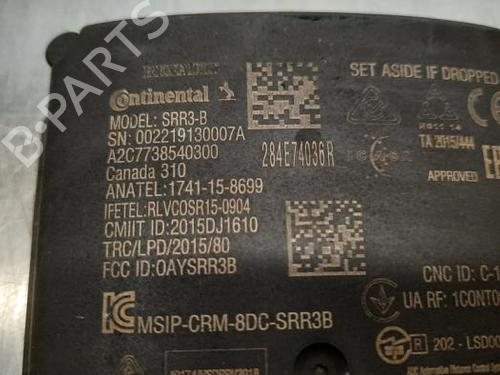 RENAULT
SET ASIDE IF DROPPED
Continental
MODEL: SRR3-B
SN: 002219130007A
A2C7738540300
284E74036R
TA 2015/444
Canada 310
ANATEL:1741-15-8699
IFETEL:RLVCOSR15-0904
CMIIT ID:2015DJ1610
TRC/LPD/2015/80
FCC ID:OAYSRR3B
CNC ID: C-1
UA RF: 1CONTO
MSIP-CRM-8DC-SRR3B
R 202 - LSD00
B-PARTS